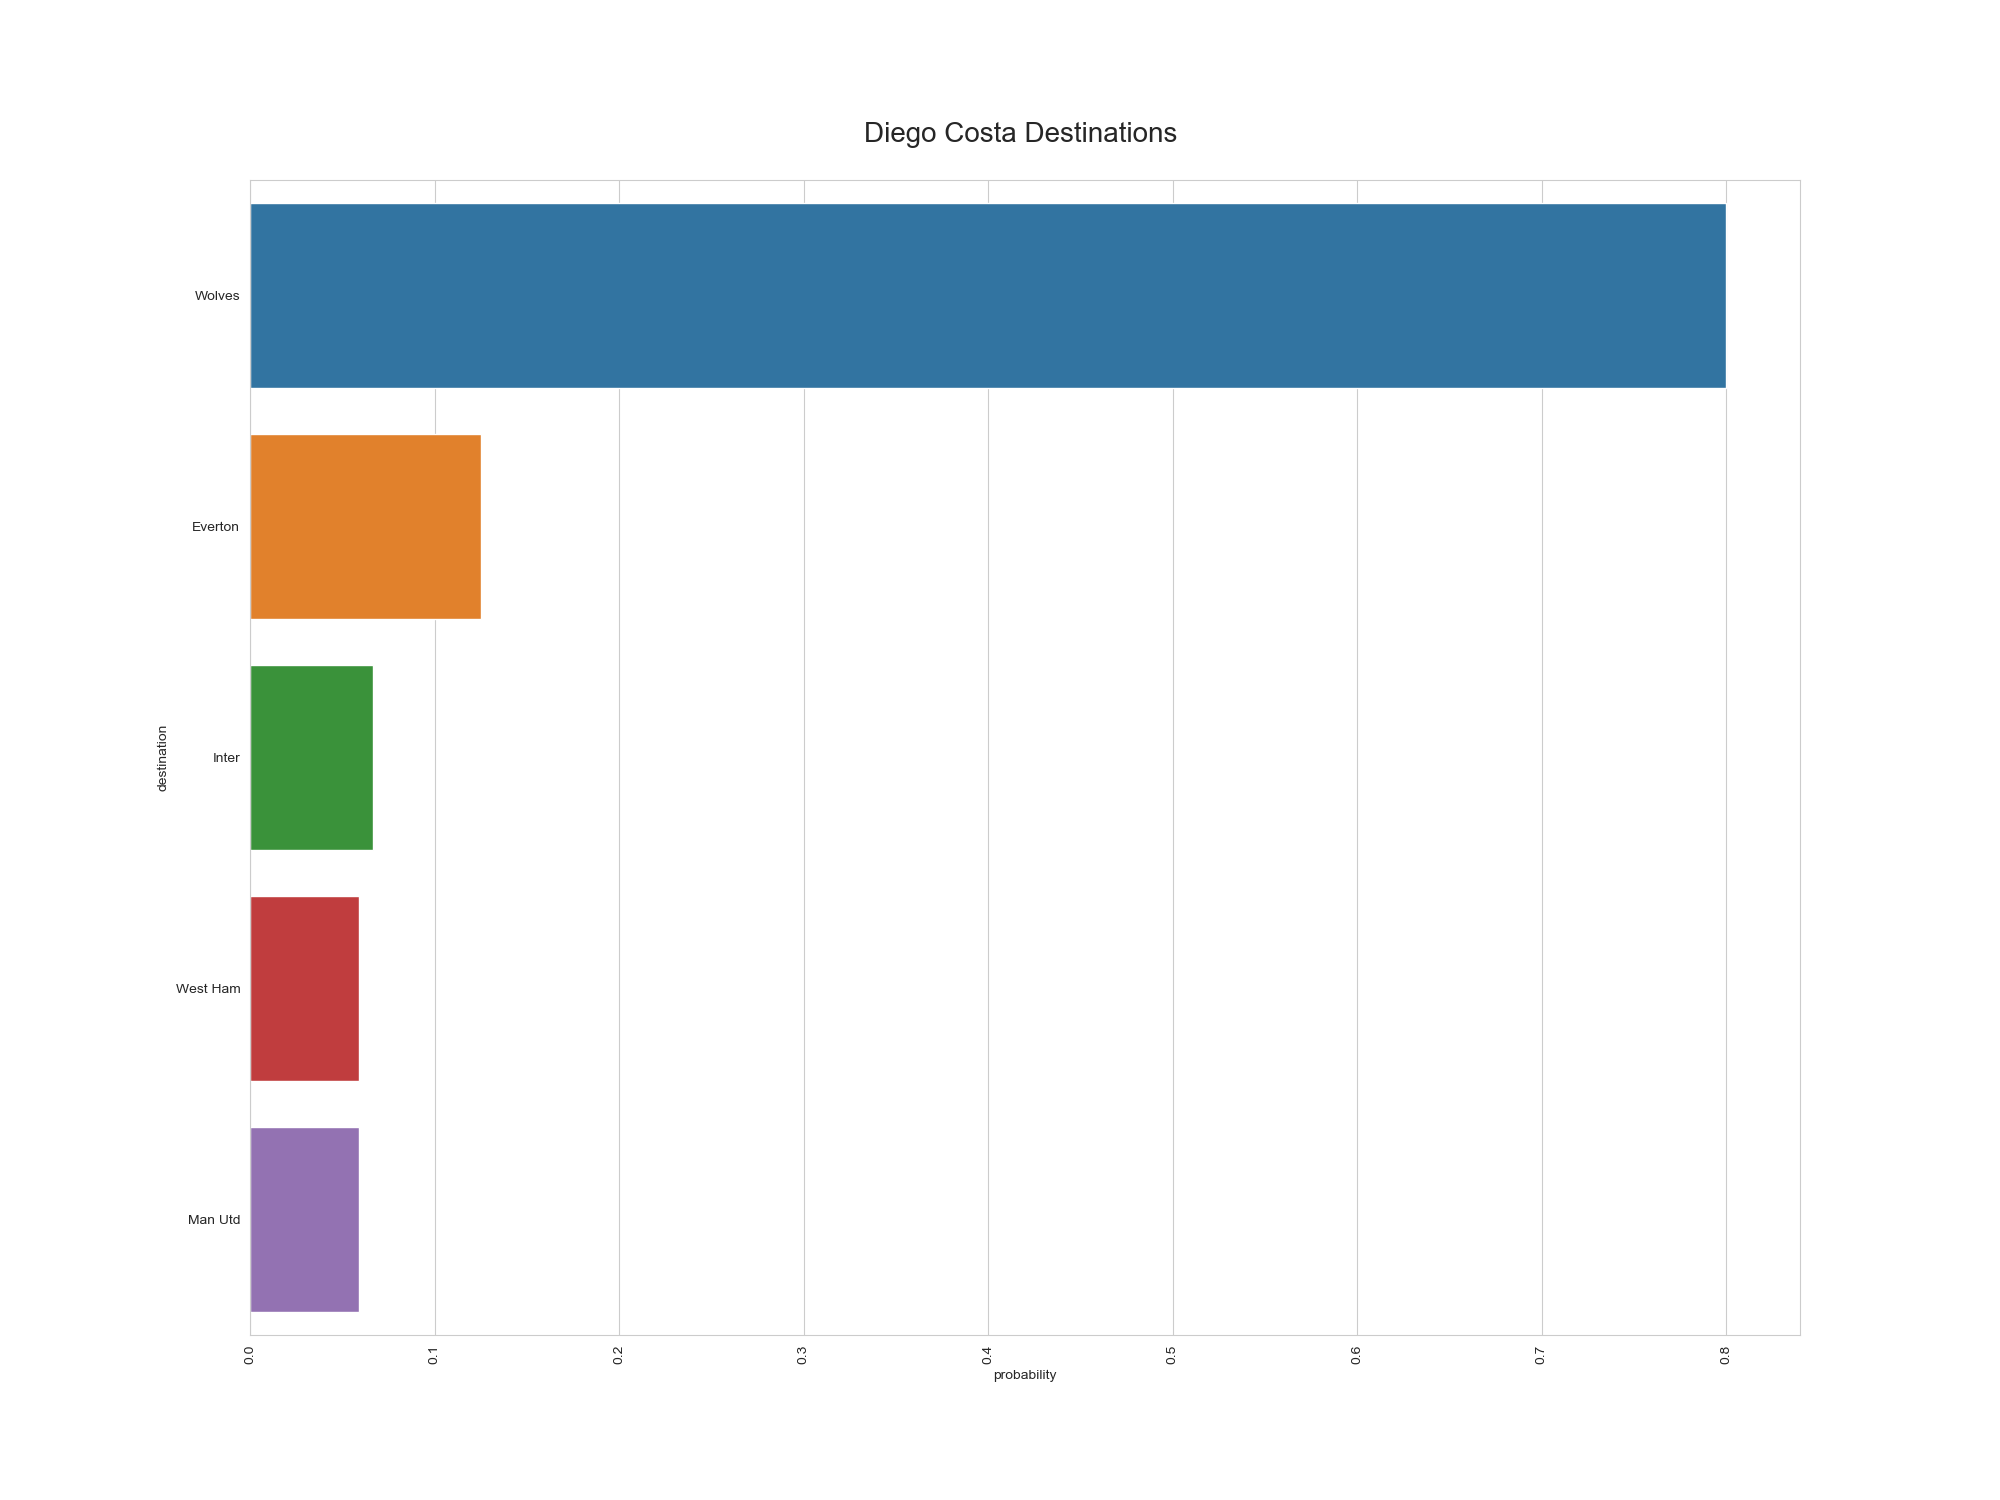 Diego Costa Destinations
Wolves
Everton
Inter
West Ham
Man Utd
destination
0.0 0.1 0.2 0.3 0.4 0.5 0.6 0.7 0.8
probability